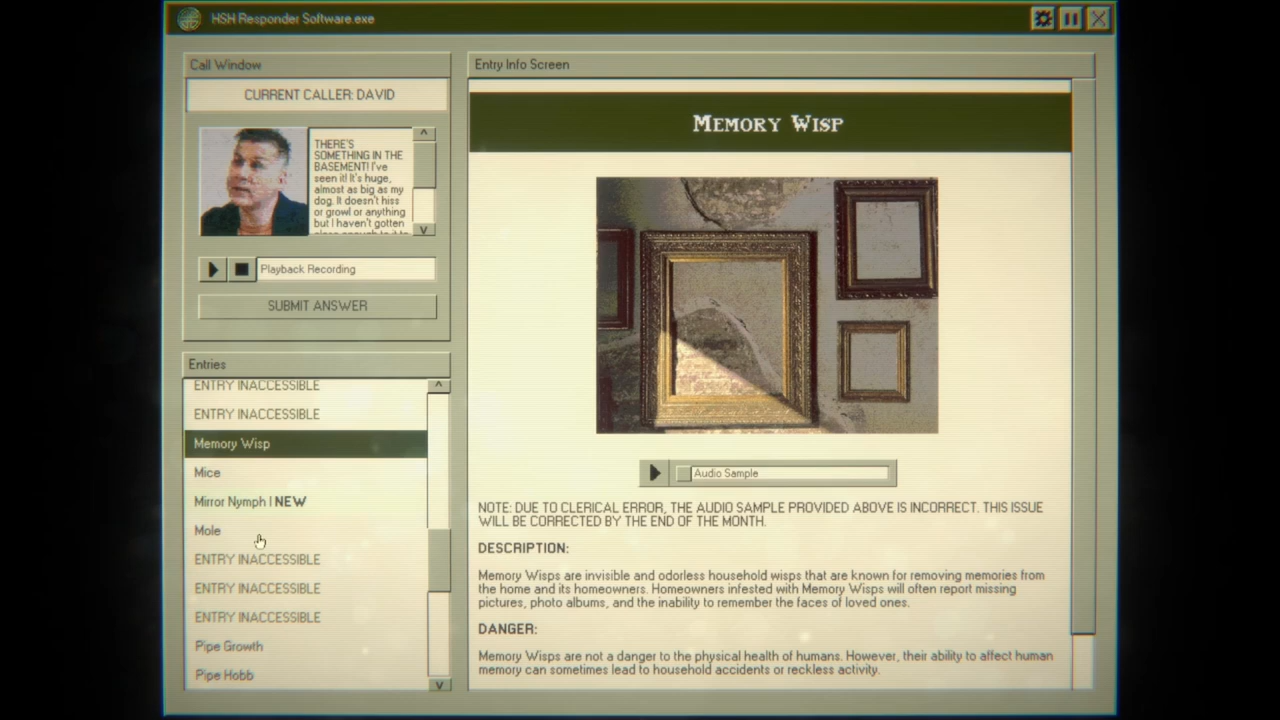 HSH Responder Software.exe
Call Window
CURRENT CALLER: DAVID
THERE'S
SOMETHING IN THE
BASEMENT! I've
seen it! It's huge,
almost as big as my
dog. It doesn't hiss
or growl or anything
but I haven't gotten
Playback Recording
SUBMIT ANSWER
Entries
ENTRY INACCESSIBLE
ENTRY INACCESSIBLE
Memory Wisp
Mice
Mirror Nymph | NEW
Mole
ENTRY INACCESSIBLE
ENTRY INACCESSIBLE
ENTRY INACCESSIBLE
Pipe Growth
Pipe Hobb
Entry Info Screen
MEMORY WISP
Audio Sample
NOTE: DUE TO CLERICAL ERROR, THE AUDIO SAMPLE PROVIDED ABOVE IS INCORRECT. THIS ISSUE
WILL BE CORRECTED BY THE END OF THE MONTH.
DESCRIPTION:
Memory Wisps are invisible and odorless household wisps that are known for removing memories from
the home and its homeowners. Homeowners infested with Memory Wisps will often report missing
pictures, photo albums, and the inability to remember the faces of loved ones.
DANGER:
Memory Wisps are not a danger to the physical health of humans. However, their ability to affect human
memory can sometimes lead to household accidents or reckless activity.